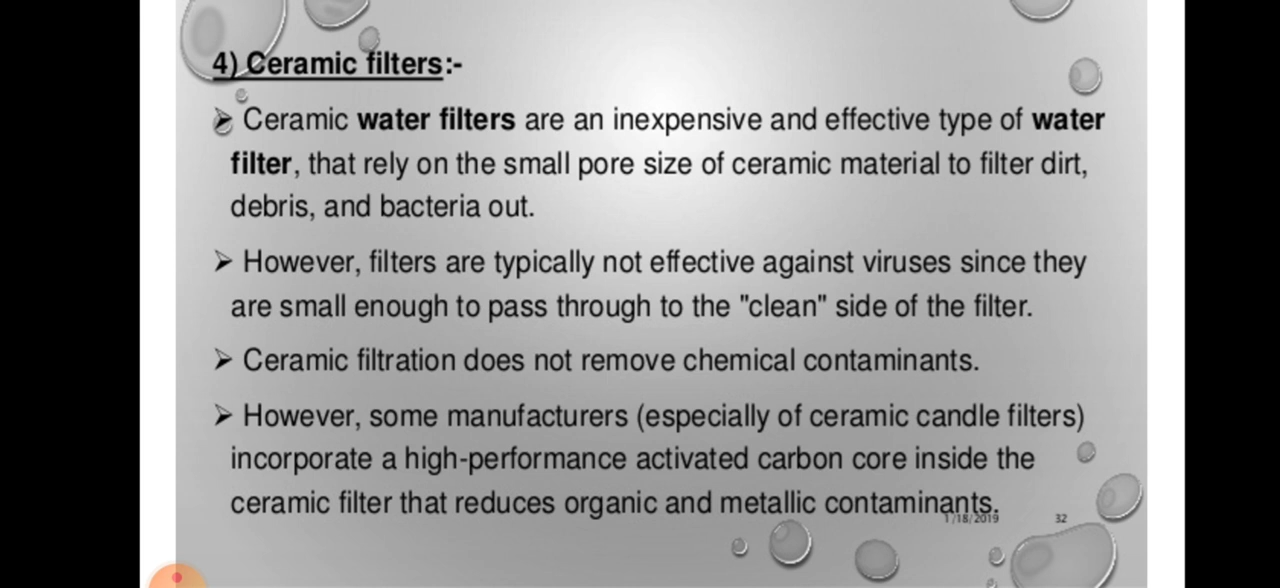 4) Ceramic filters:-
➢ Ceramic water filters are an inexpensive and effective type of water
filter, that rely on the small pore size of ceramic material to filter dirt,
debris, and bacteria out.
➢ However, filters are typically not effective against viruses since they
are small enough to pass through to the "clean" side of the filter.
➢ Ceramic filtration does not remove chemical contaminants.
➢ However, some manufacturers (especially of ceramic candle filters)
incorporate a high-performance activated carbon core inside the
ceramic filter that reduces organic and metallic contaminants.
1/18/2019 32